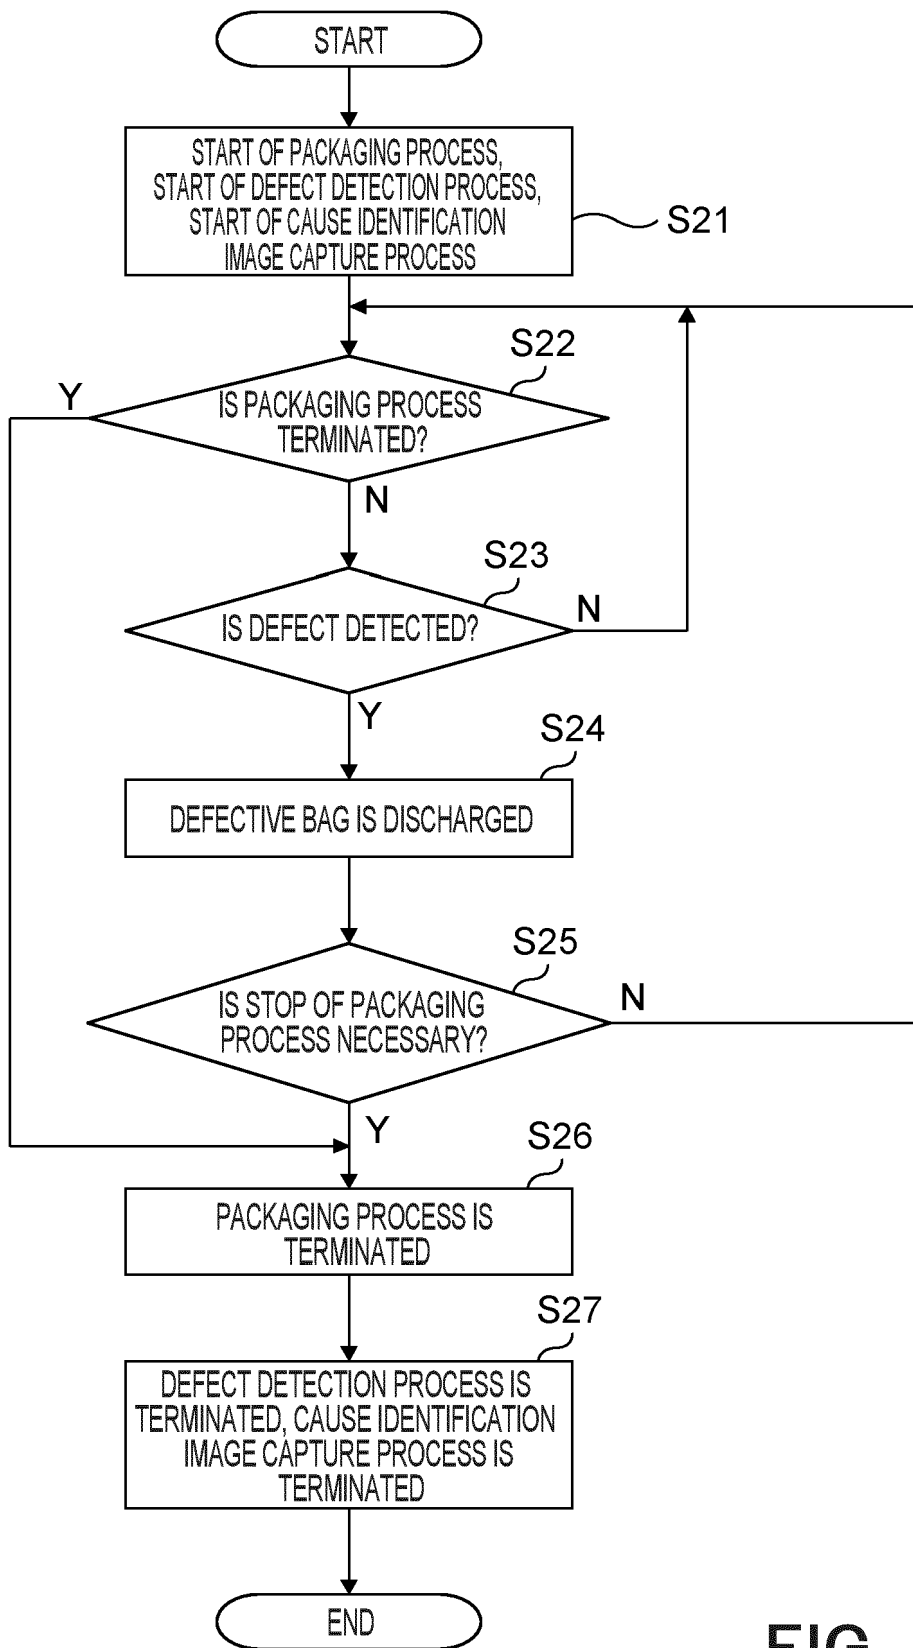 START
START OF PACKAGING PROCESS,
START OF DEFECT DETECTION PROCESS,
START OF CAUSE IDENTIFICATION
IMAGE CAPTURE PROCESS
S21
S22
Y
IS PACKAGING PROCESS
TERMINATED?
N
S23
IS DEFECT DETECTED?
N
Y
S24
DEFECTIVE BAG IS DISCHARGED
S25
IS STOP OF PACKAGING
PROCESS NECESSARY?
N
Y
S26
PACKAGING PROCESS IS
TERMINATED
S27
DEFECT DETECTION PROCESS IS
TERMINATED, CAUSE IDENTIFICATION
IMAGE CAPTURE PROCESS IS
TERMINATED
END
FIG